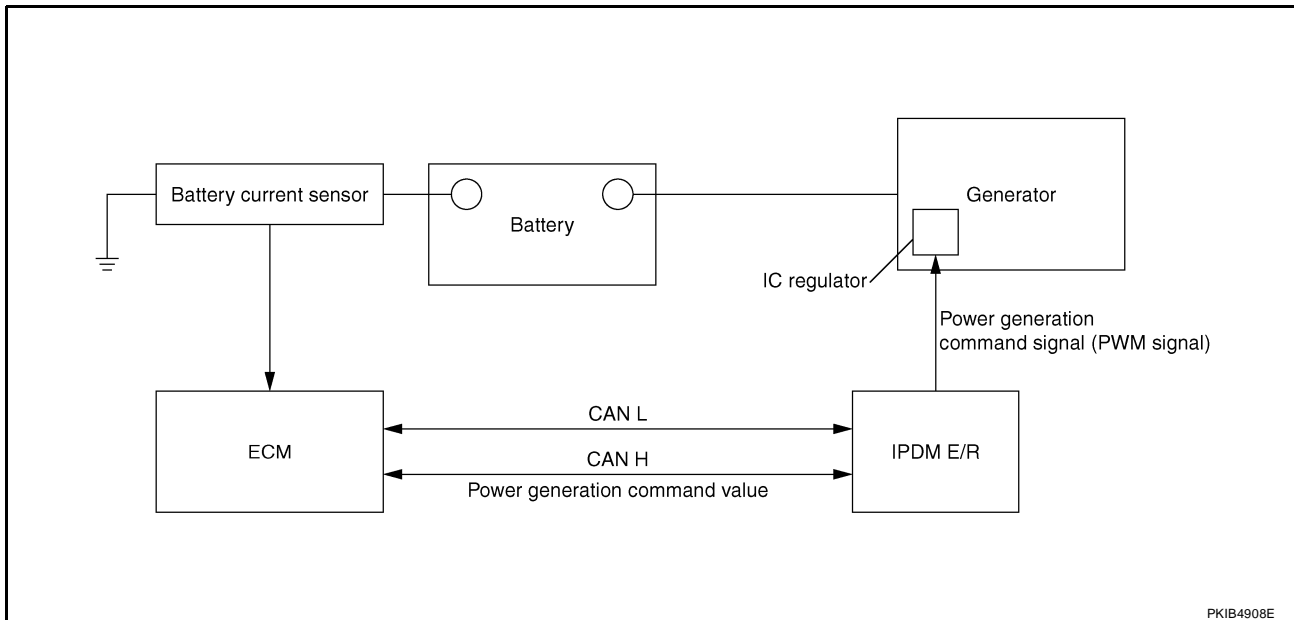 Battery current sensor
Battery
Generator
IC regulator
Power generation
command signal (PWM signal)
ECM
CAN L
CAN H
Power generation command value
IPDM E/R
PKIB4908E